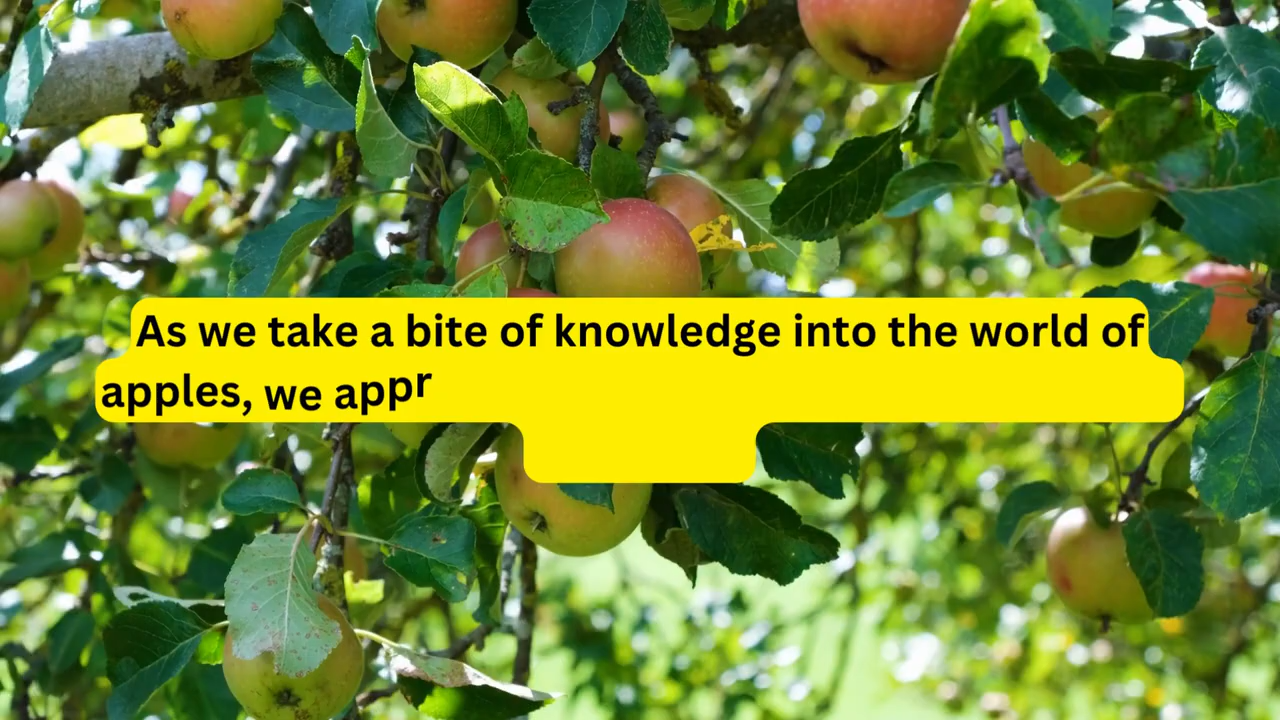 As we take a bite of knowledge into the world of
apples, we appr